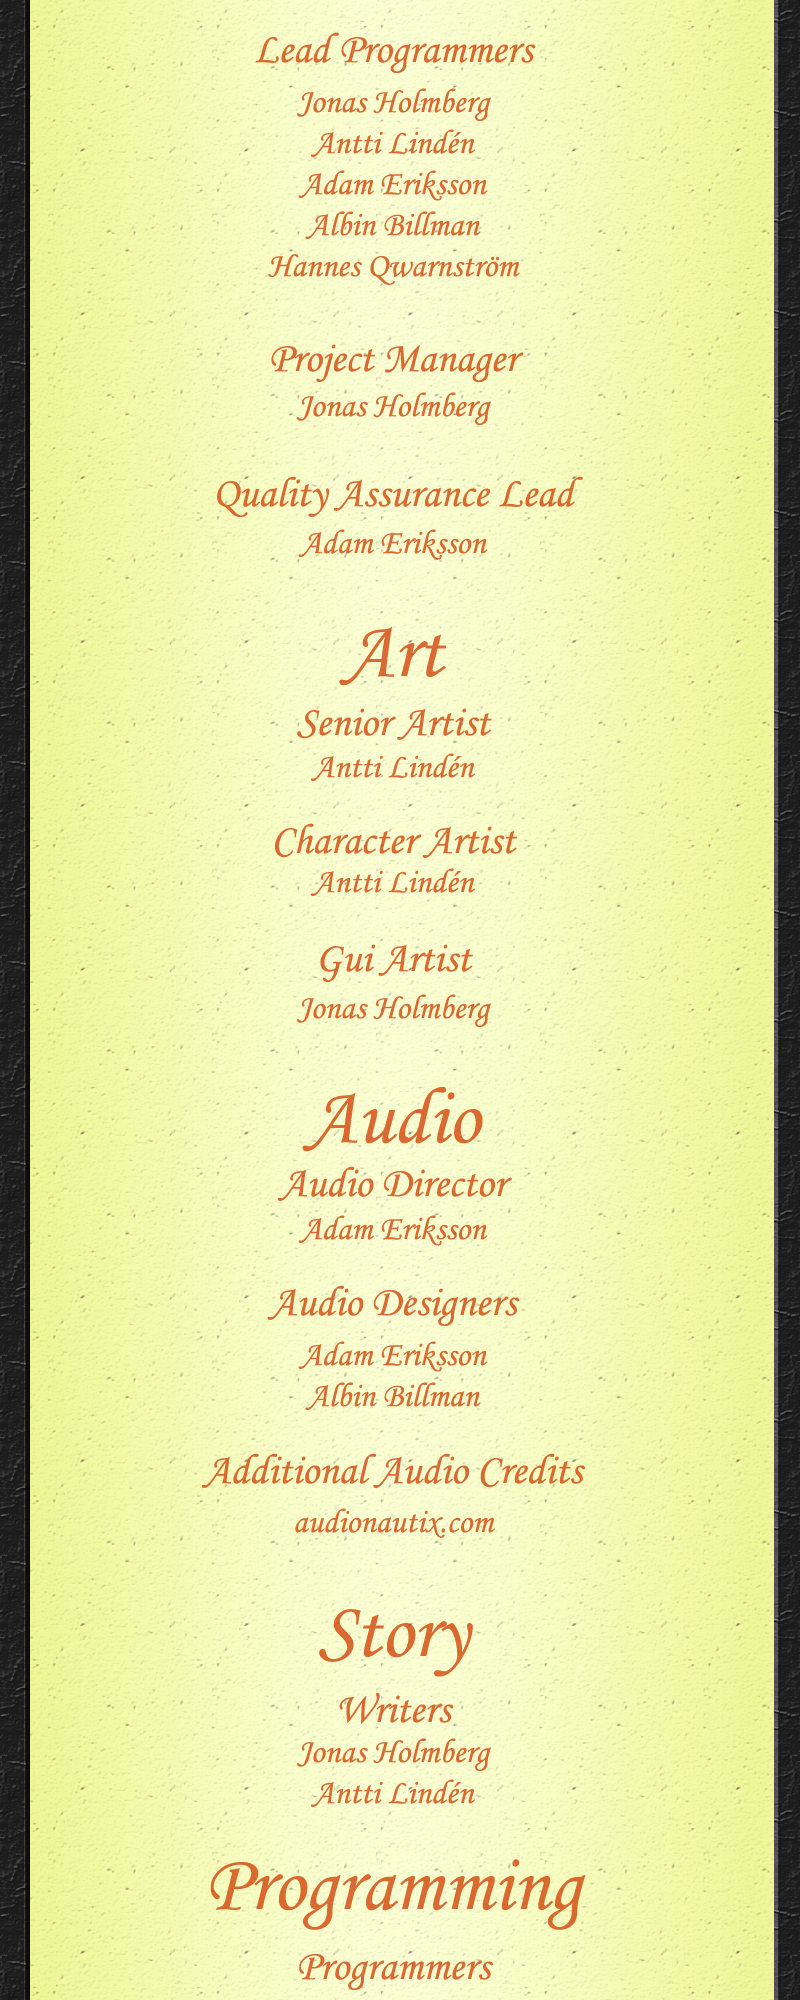 Lead Programmers
Jonas Holmberg
Antti Lindén
Adam Eriksson
Albin Billman
Hannes Qwarnström
Project Manager
Jonas Holmberg
Quality Assurance Lead
Adam Eriksson
Art
Senior Artist
Antti Lindén
Character Artist
Antti Lindén
Gui Artist
Jonas Holmberg
Audio
Audio Director
Adam Eriksson
Audio Designers
Adam Eriksson
Albin Billman
Additional Audio Credits
audionautix.com
Story
Writers
Jonas Holmberg
Antti Lindén
Programming
Programmers